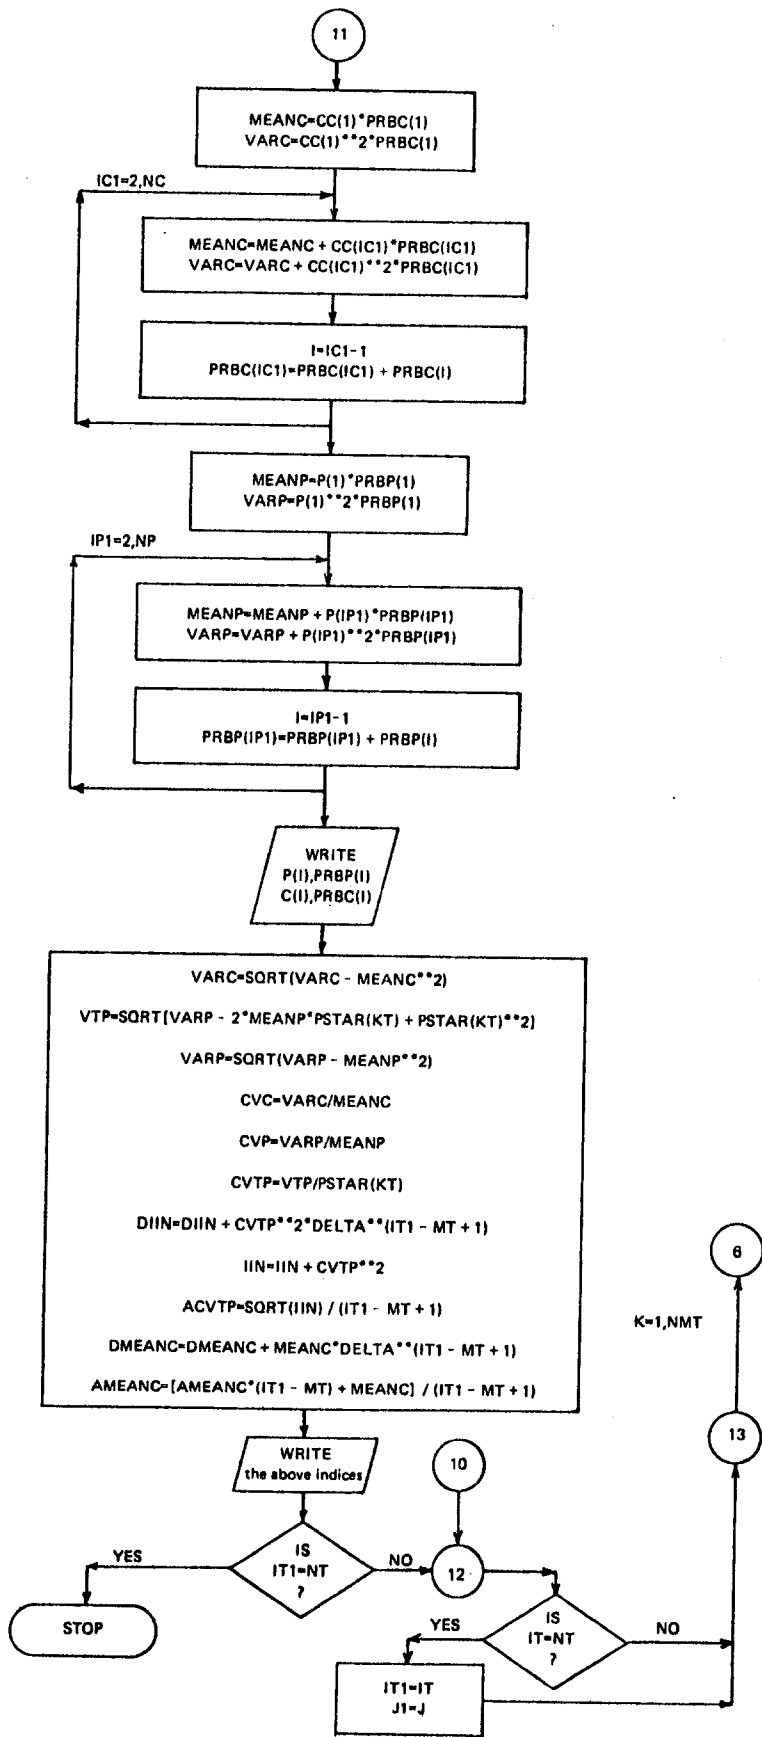 11
MEANC=CC(1)*PRBC(1)
VARC=CC(1)**2*PRBC(1)
IC1=2,NC
MEANC=MEANC + CC(IC1)*PRBC(IC1)
VARC=VARC + CC(IC1)**2*PRBC(IC1)
I=IC1-1
PRBC(IC1)=PRBC(IC1) + PRBC(I)
MEANP=P(1)*PRBP(1)
VARP=P(1)**2*PRBP(1)
IP1=2,NP
MEANP=MEANP + P(IP1)*PRBP(IP1)
VARP=VARP + P(IP1)**2*PRBP(IP1)
I=IP1-1
PRBP(IP1)=PRBP(IP1) + PRBP(I)
WRITE
P(I),PRBP(I)
C(I),PRBC(I)
VARC=SQRT(VARC - MEANC**2)
VTP=SQRT[VARP - 2*MEANP*PSTAR(KT) + PSTAR(KT)**2]
VARP=SQRT(VARP - MEANP**2)
CVC=VARC/MEANC
CVP=VARP/MEANP
CVTP=VTP/PSTAR(KT)
DIIN=DIIN + CVTP**2*DELTA**(IT1 - MT + 1)
IIN=IIN + CVTP**2
ACVTP=SQRT(IIN) / (IT1 - MT + 1)
DMEANC=DMEANC + MEANC*DELTA**(IT1 - MT + 1)
AMEANC=[AMEANC*(IT1 - MT) + MEANC] / (IT1 - MT + 1)
6
K=1,NMT
13
WRITE
the above indices
10
YES
IS
IT1=NT
?
NO
12
STOP
YES
IS
IT=NT
?
NO
IT1=IT
J1=J